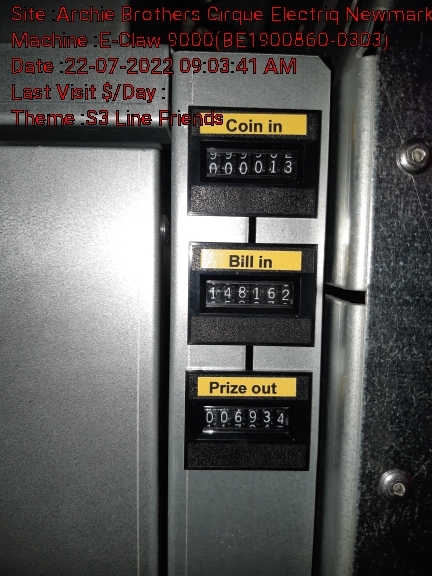 Site :Archie Brothers Cirque Electriq Newmark
Machine :E-Claw 9000(BE1900860-0303)
Date :22-07-2022 09:03:41 AM
Last Visit $/Day :
Theme :S3 Line Friends
Coin in
000013
Bill in
148162
Prize out
006934